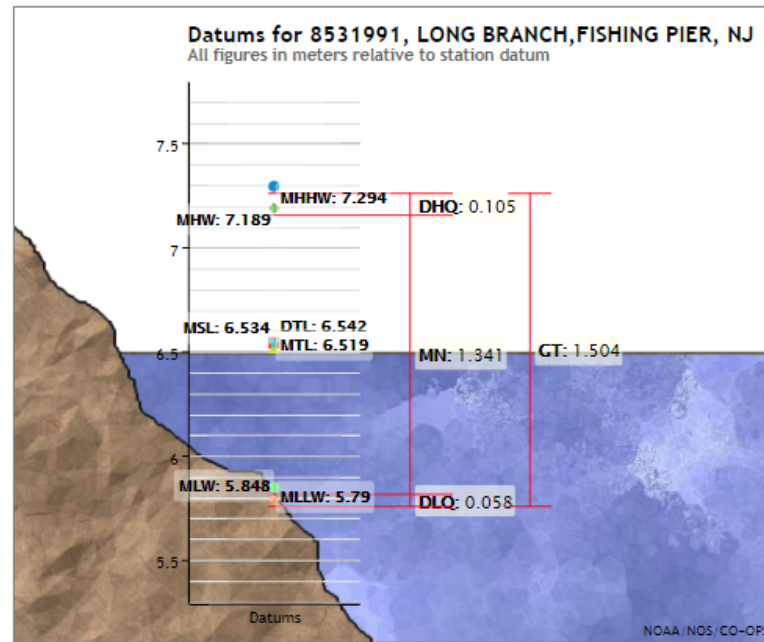 Datums for 8531991, LONG BRANCH,FISHING PIER, NJ
All figures in meters relative to station datum
7.5
MHHW: 7.294
DHQ: 0.105
MHW: 7.189
7
MSL: 6.534
DTL: 6.542
MTL: 6.519
6.5
MN: 1.341
GT: 1.504
6
MLW: 5.848
MLLW: 5.79
DLQ: 0.058
5.5
Datums
NOAA/NOS/CO-OPS